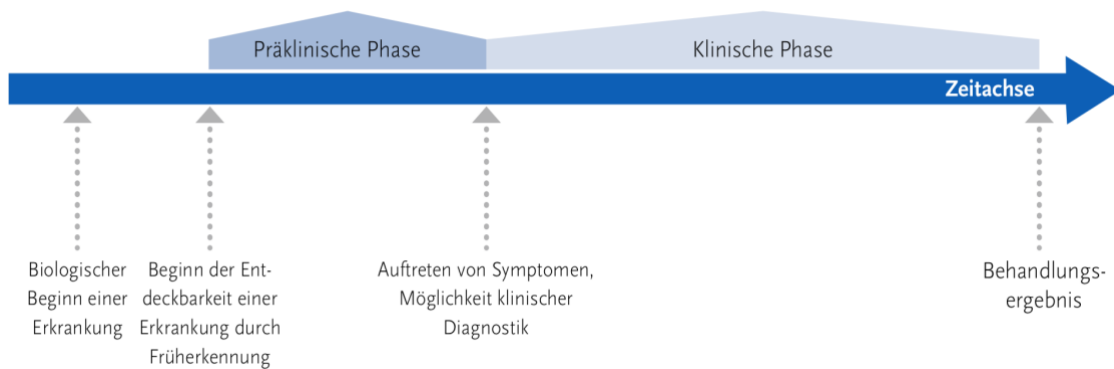 Präklinische Phase
Klinische Phase
Zeitachse
Biologischer
Beginn einer
Erkrankung
Beginn der Ent-
deckbarkeit einer
Erkrankung durch
Früherkennung
Auftreten von Symptomen,
Möglichkeit klinischer
Diagnostik
Behandlungs-
ergebnis